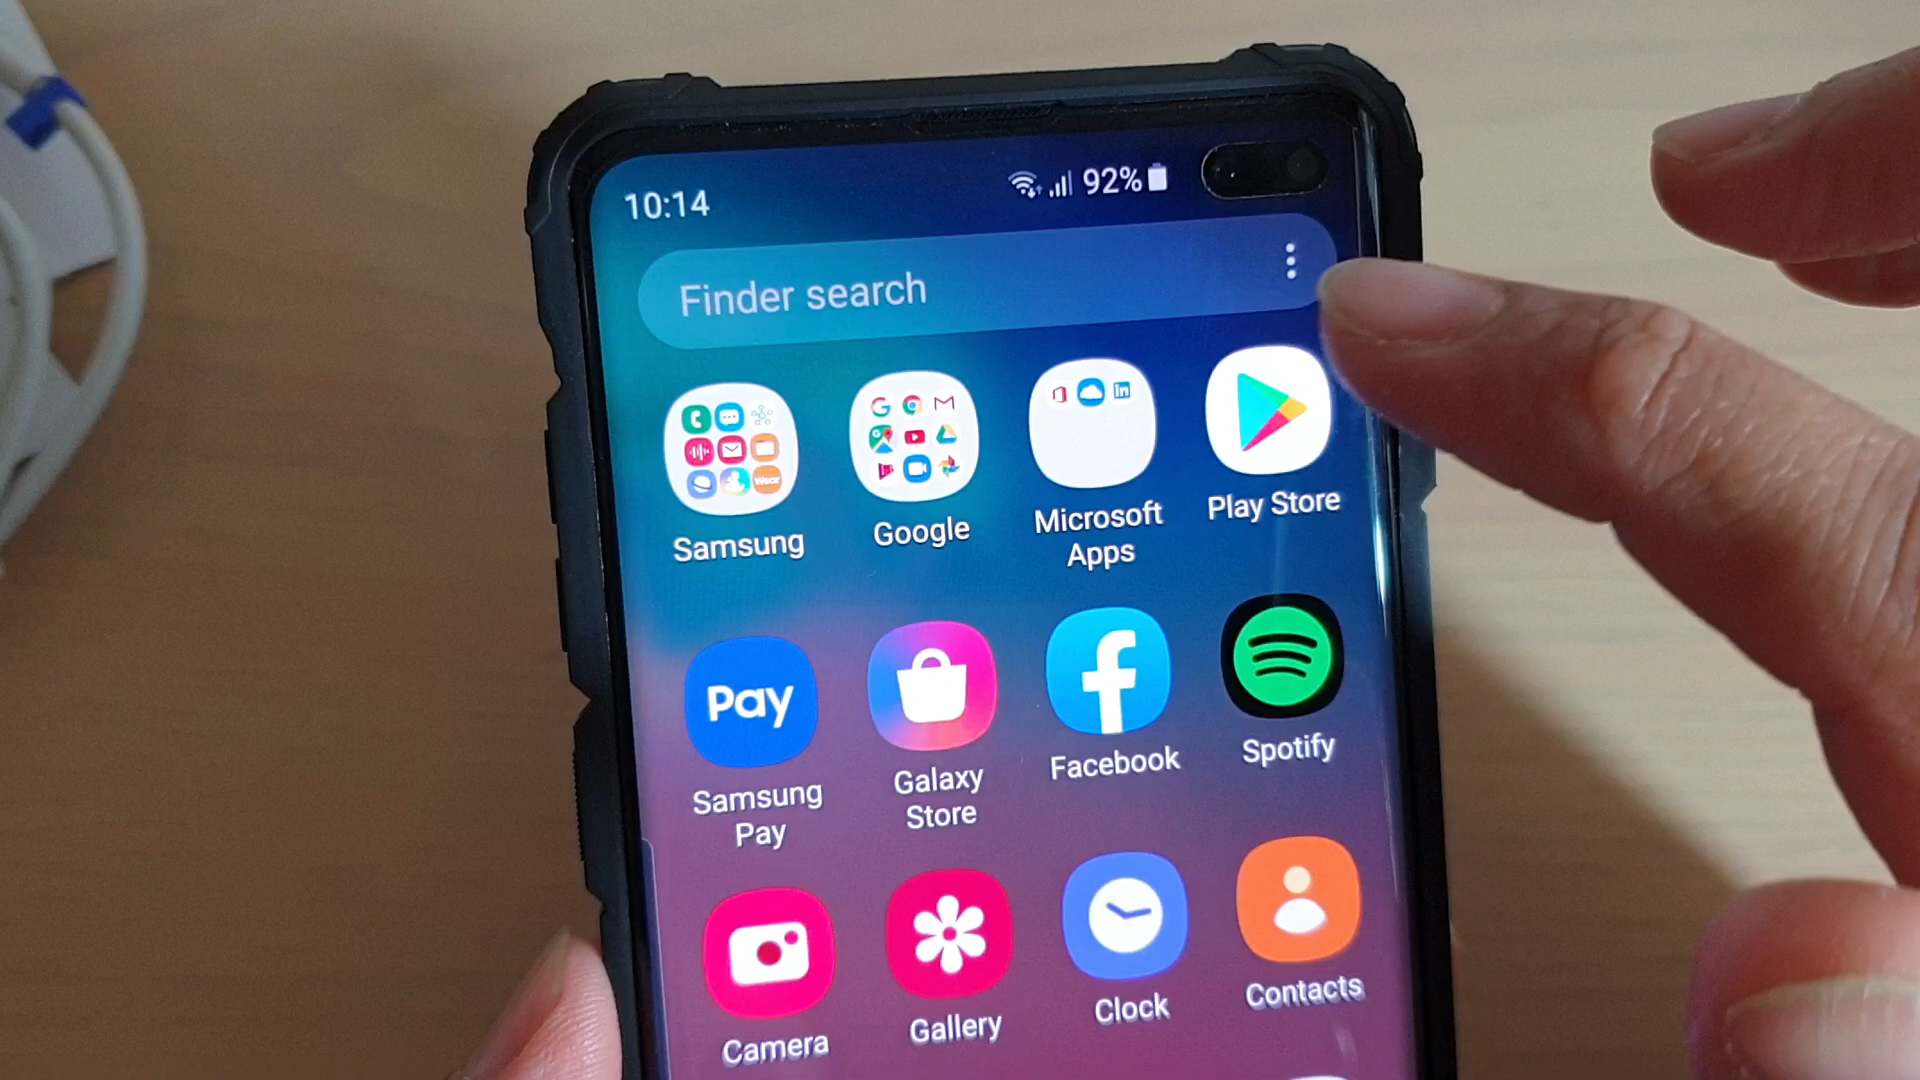 10:14
92%
Finder search
Samsung
Google
Microsoft
Apps
Play Store
Pay
Samsung
Pay
Galaxy
Store
Facebook
Spotify
Camera
Gallery
Clock
Contacts